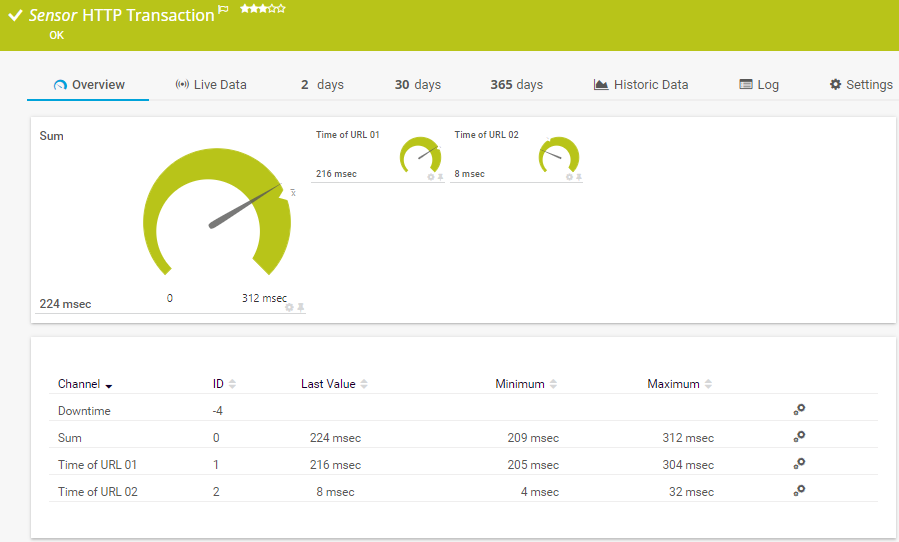 Sensor HTTP Transaction
OK
Overview Live Data 2 days 30 days 365 days Historic Data Log Settings
Sum
Time of URL 01
216 msec
Time of URL 02
8 msec
x̄
0 312 msec
224 msec
Channel ID Last Value Minimum Maximum
Downtime -4
Sum 0 224 msec 209 msec 312 msec
Time of URL 01 1 216 msec 205 msec 304 msec
Time of URL 02 2 8 msec 4 msec 32 msec